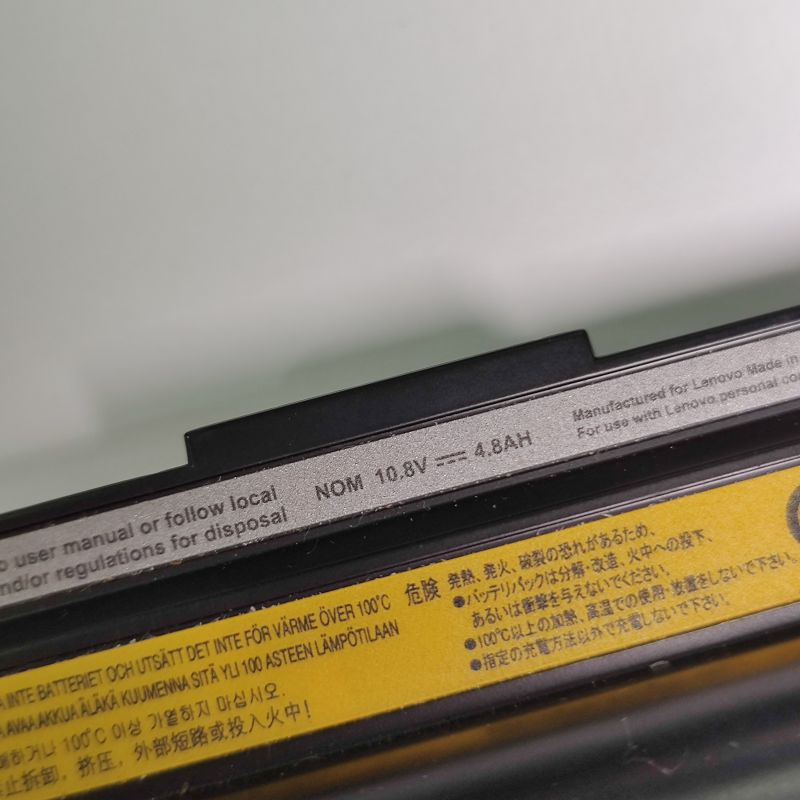 user manual or follow local
and/or regulations for disposal
NOM 10.8V ⎓ 4.8AH
Manufactured for Lenovo Made in
For use with Lenovo personal
INTE BATTERIET OCH UTSÄTT DET INTE FÖR VÄRME ÖVER 100°C
AVAA AKKUA ÄLÄKÄ KUUMENNA SITÄ YLI 100 ASTEEN LÄMPÖTILAAN
100°C 이상 가열하지 마십시오.
止拆卸，挤压，外部短路或投入火中！
危険 発熱、発火、破裂の恐れがあるため、
●バッテリパックは分解・改造、火中への投下、
あるいは衝撃を与えないでください。
●100°C以上の加熱、高温での使用・放置をしないで下さい。
●指定の充電方法以外で充電しないで下さい。